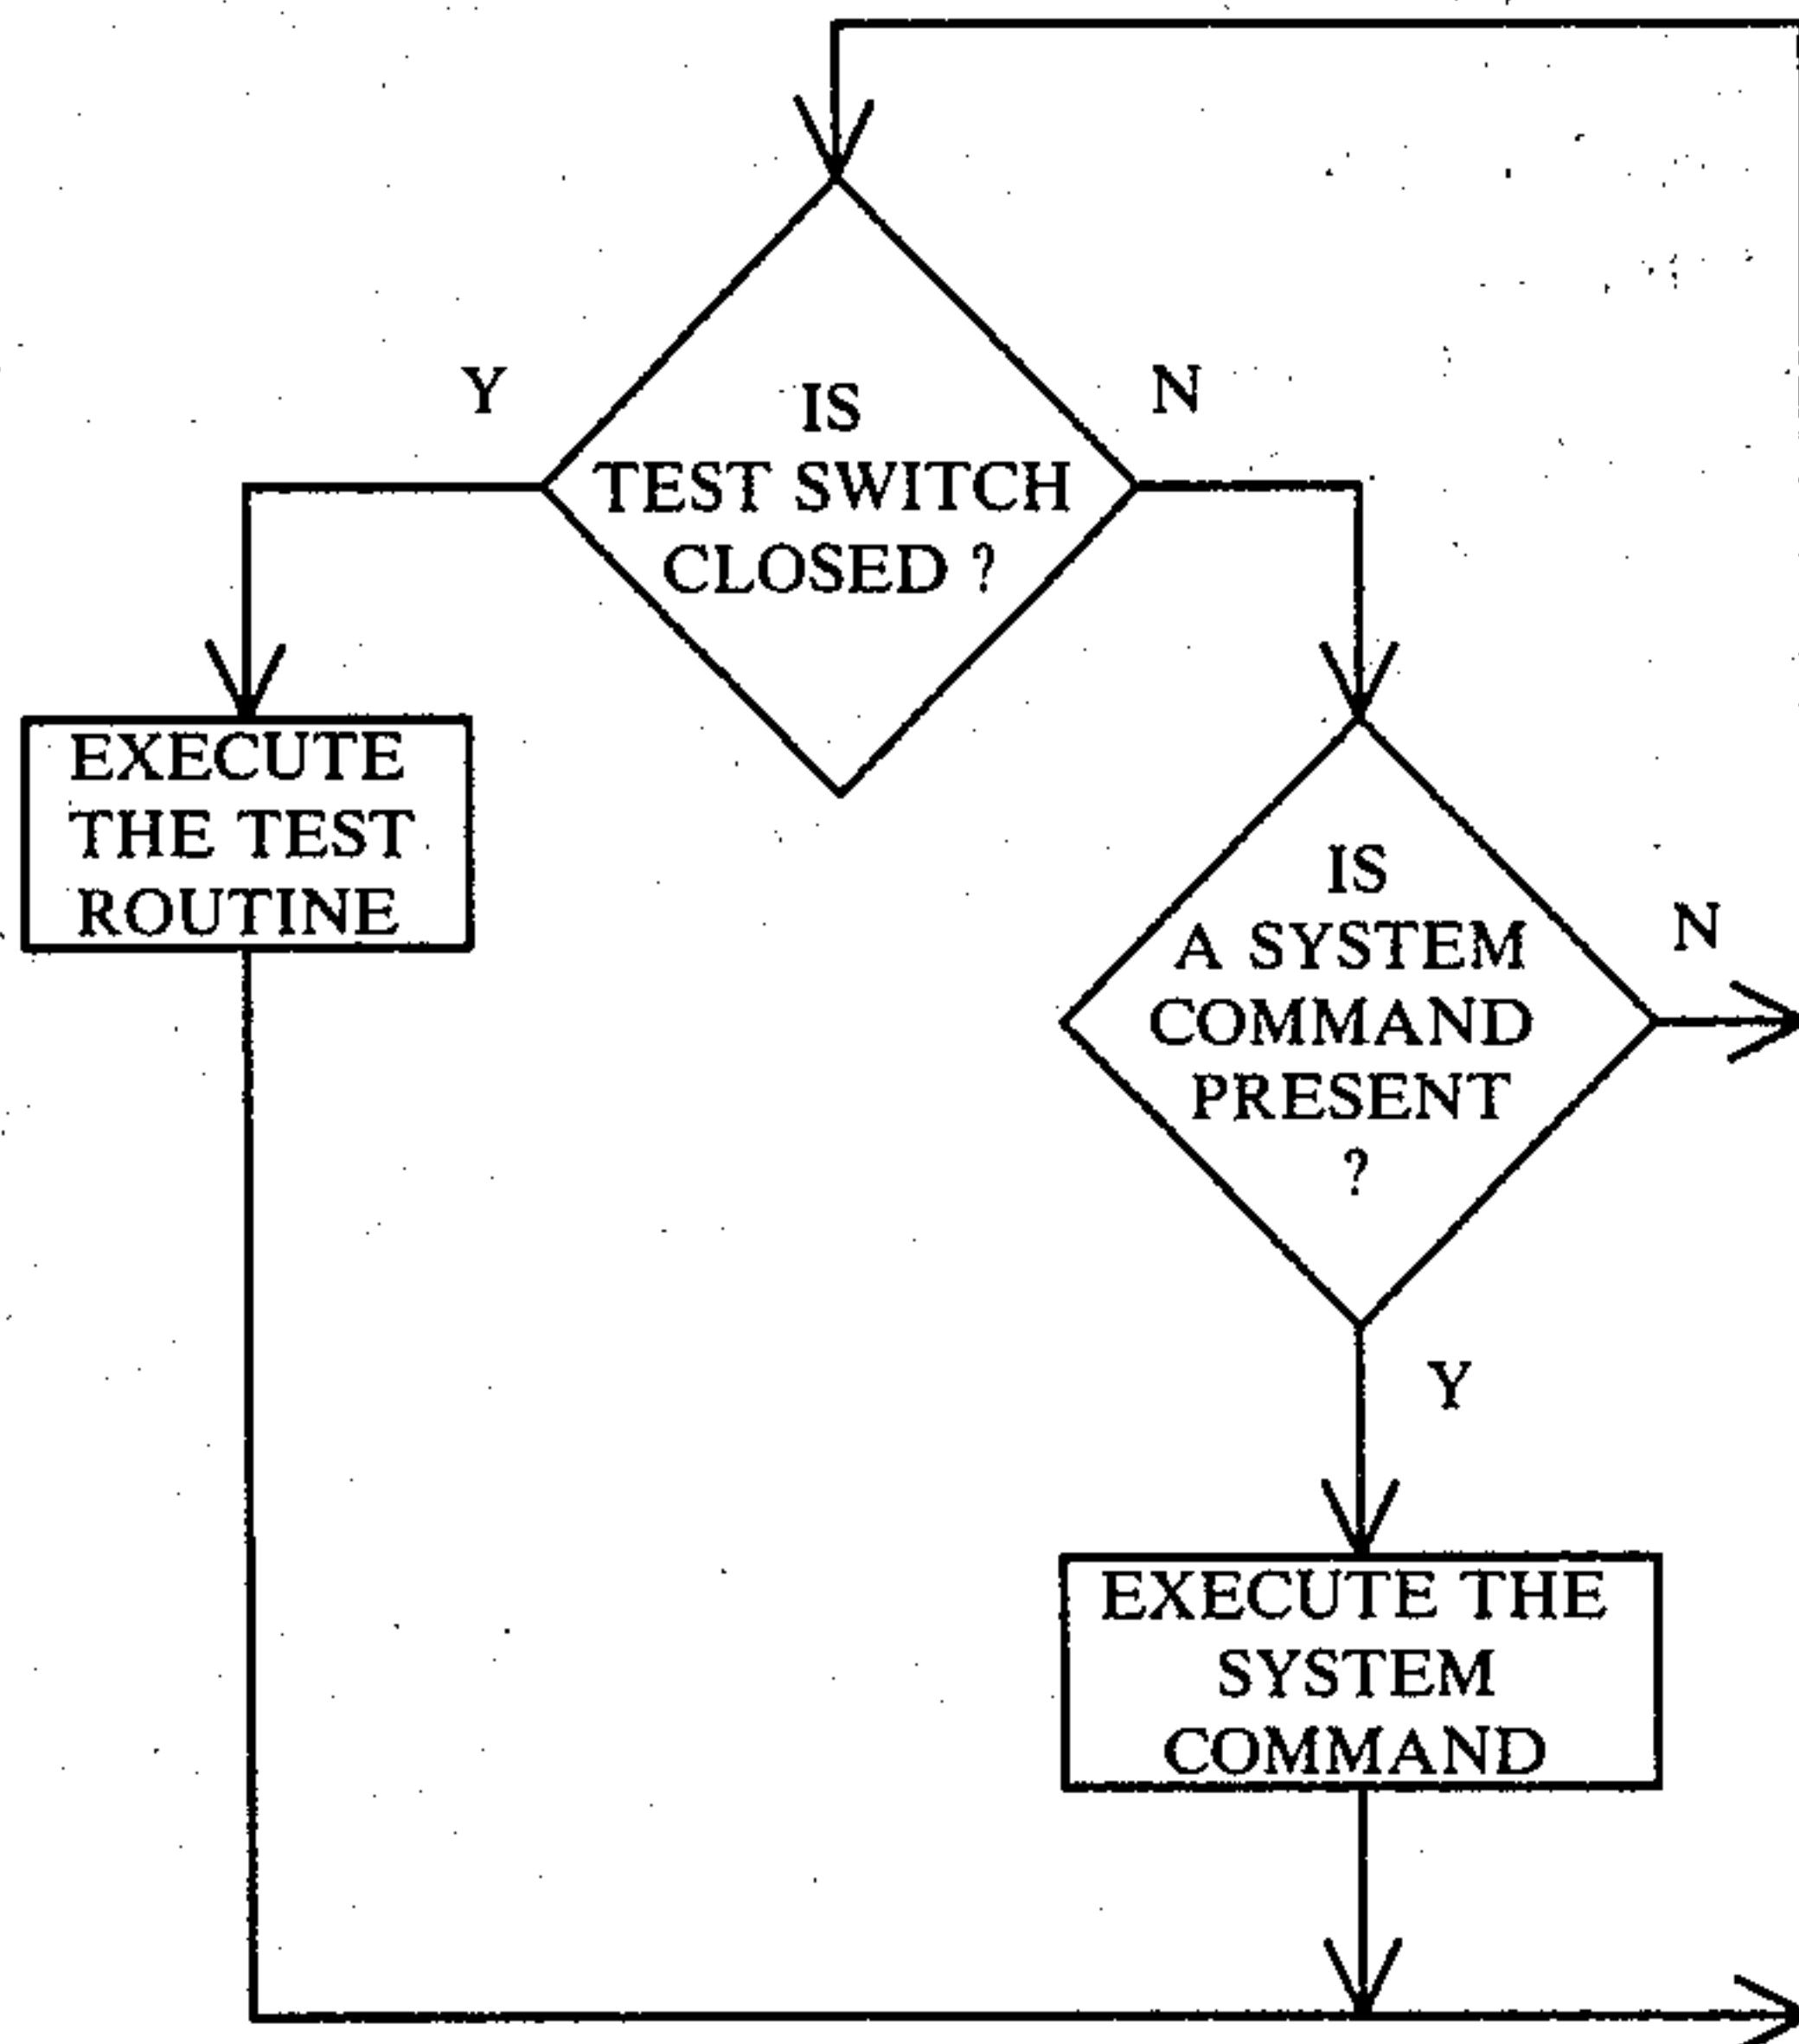 Y
IS
TEST SWITCH
CLOSED ?
N
EXECUTE
THE TEST
ROUTINE
IS
A SYSTEM
COMMAND
PRESENT
?
N
Y
EXECUTE THE
SYSTEM
COMMAND